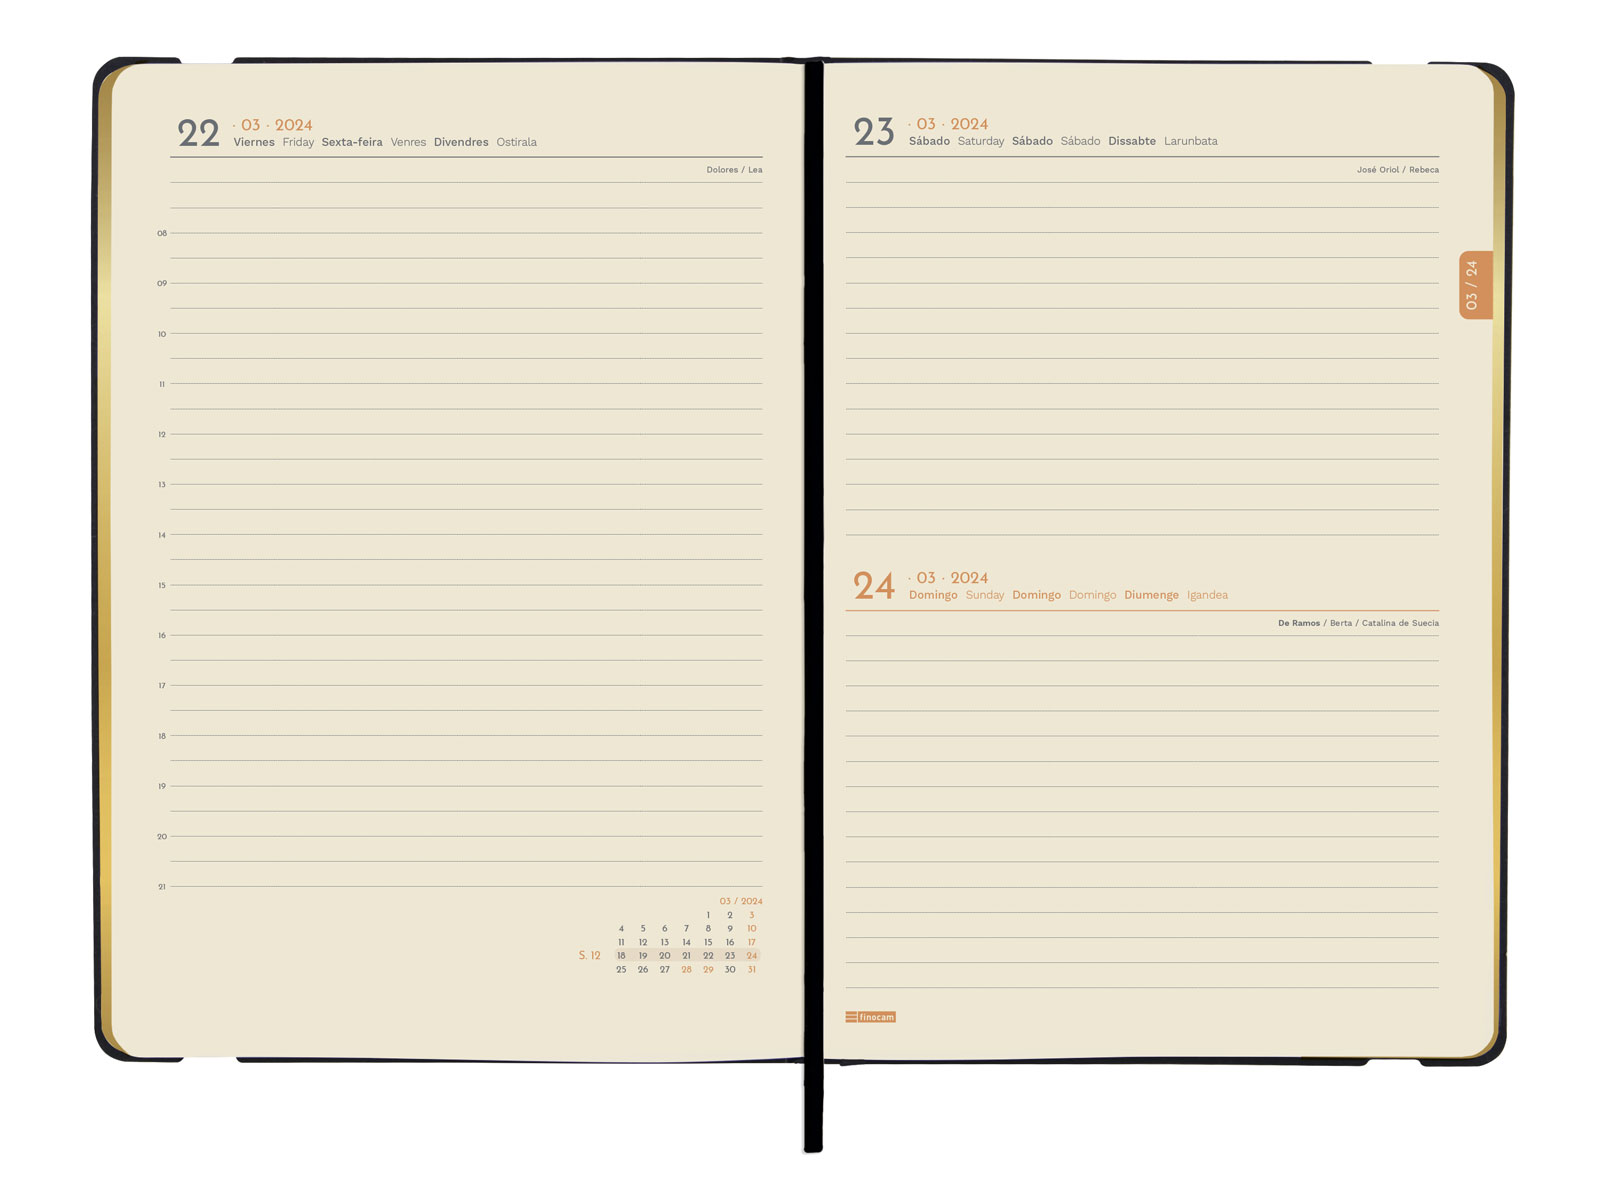 22 · 03 · 2024
Viernes Friday Sexta-feira Venres Divendres Ostirala
Dolores / Lea
08
09
10
11
12
13
14
15
16
17
18
19
20
21
03 / 2024
1 2 3
4 5 6 7 8 9 10
11 12 13 14 15 16 17
S. 12 18 19 20 21 22 23 24
25 26 27 28 29 30 31
23 · 03 · 2024
Sábado Saturday Sábado Sábado Dissabte Larunbata
José Oriol / Rebeca
03 / 24
24 · 03 · 2024
Domingo Sunday Domingo Domingo Diumenge Igandea
De Ramos / Berta / Catalina de Suecia
finocam